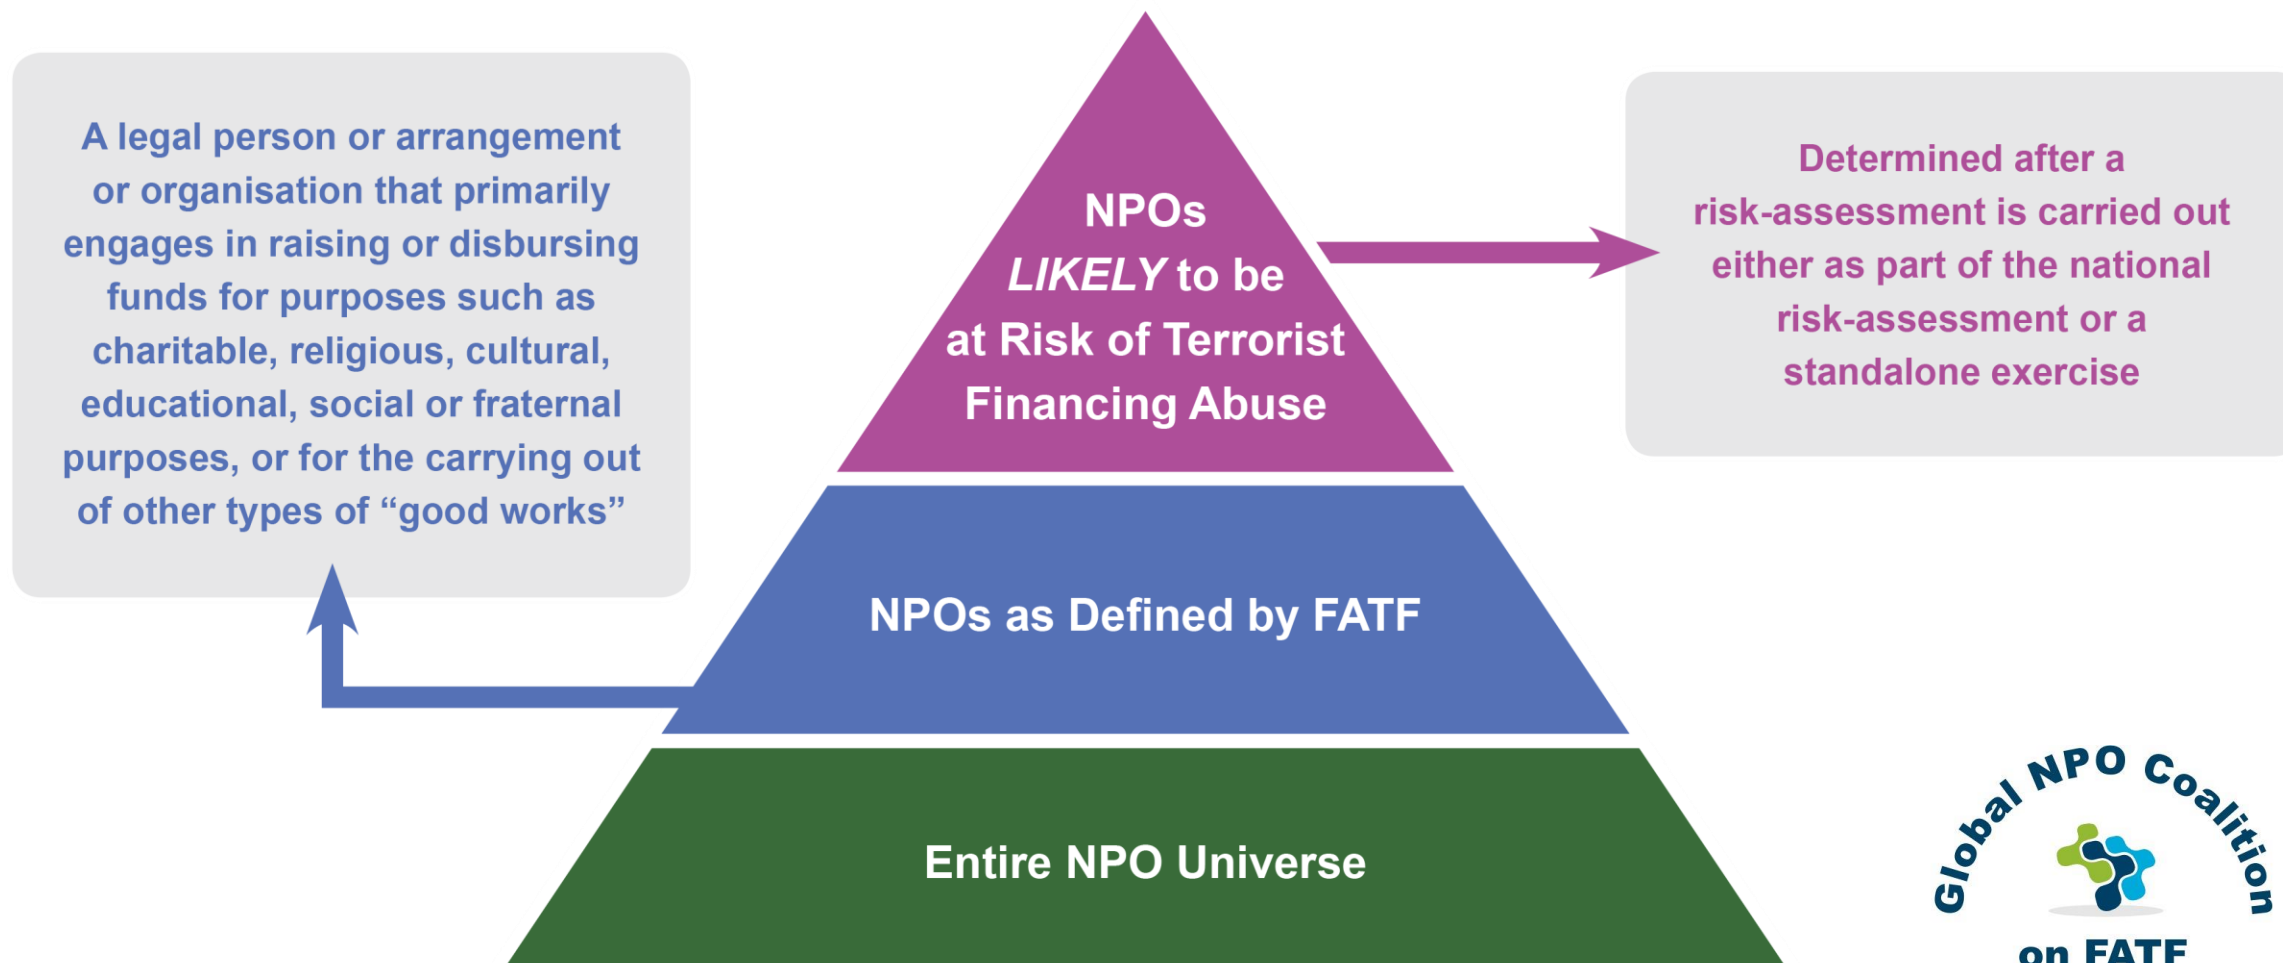 A legal person or arrangement
or organisation that primarily
engages in raising or disbursing
funds for purposes such as
charitable, religious, cultural,
educational, social or fraternal
purposes, or for the carrying out
of other types of “good works”
NPOs
LIKELY to be
at Risk of Terrorist
Financing Abuse
Determined after a
risk-assessment is carried out
either as part of the national
risk-assessment or a
standalone exercise
NPOs as Defined by FATF
Entire NPO Universe
Global NPO Coalition
on FATF